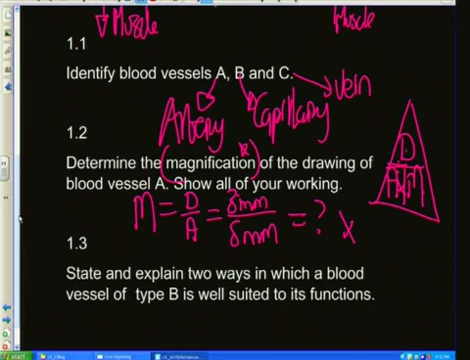 ↓ Muscle Muscle
1.1
Identify blood vessels A, B and C.
Artery Capillary Vein
1.2
Determine the magnification of the drawing of
blood vessel A. Show all of your working.
M = D/A = 8mm/8mm = ? x
D
A M
1.3
State and explain two ways in which a blood
vessel of type B is well suited to its functions.
start